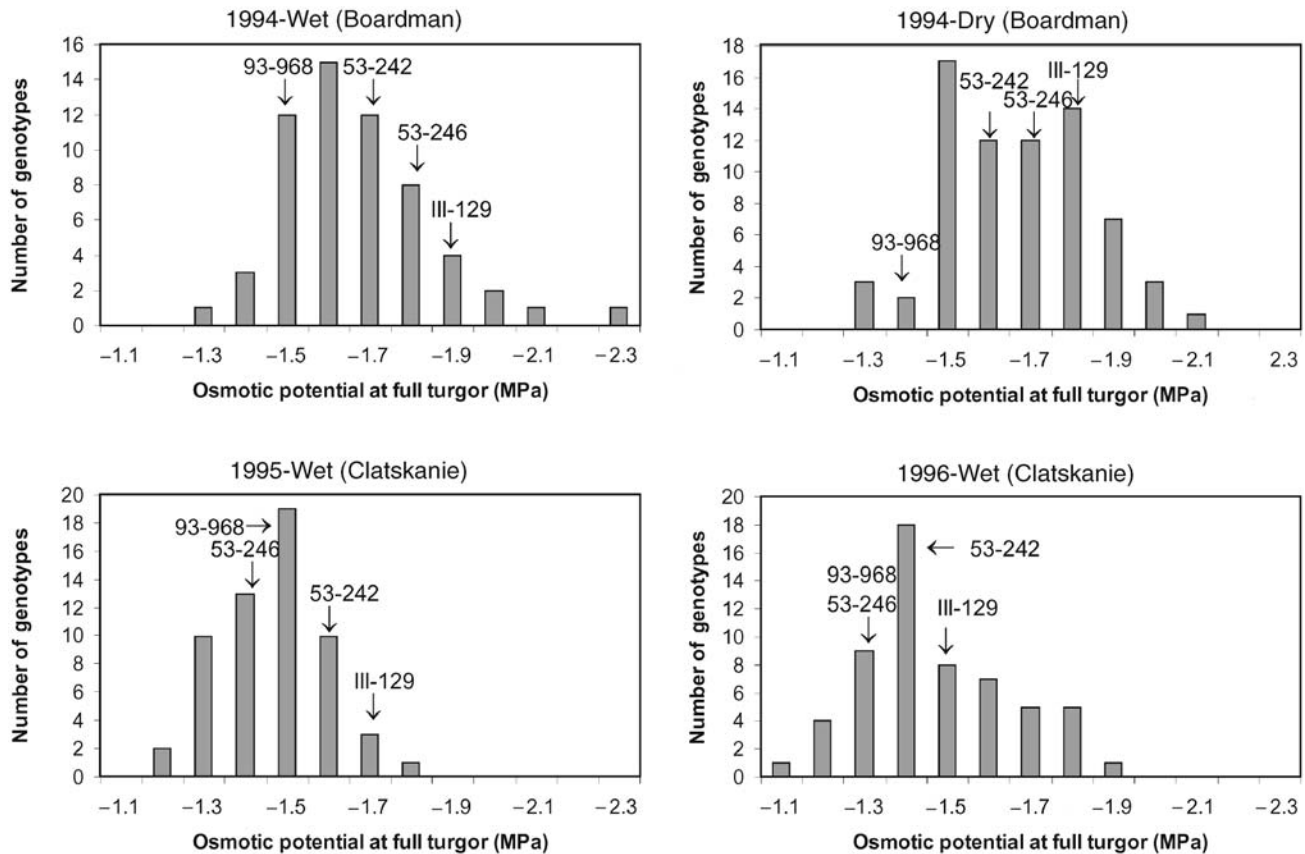 1994-Wet (Boardman)
Number of genotypes
16
14
12
10
8
6
4
2
0
93-968
53-242
53-246
III-129
−1.1 −1.3 −1.5 −1.7 −1.9 −2.1 −2.3
Osmotic potential at full turgor (MPa)
1994-Dry (Boardman)
Number of genotypes
18
16
14
12
10
8
6
4
2
0
53-242
III-129
53-246
93-968
−1.1 −1.3 −1.5 −1.7 −1.9 −2.1 2.3
Osmotic potential at full turgor (MPa)
1995-Wet (Clatskanie)
Number of genotypes
20
18
16
14
12
10
8
6
4
2
0
93-968
53-246
53-242
III-129
−1.1 −1.3 −1.5 −1.7 −1.9 −2.1 −2.3
Osmotic potential at full turgor (MPa)
1996-Wet (Clatskanie)
Number of genotypes
20
18
16
14
12
10
8
6
4
2
0
53-242
93-968
53-246
III-129
−1.1 −1.3 −1.5 −1.7 −1.9 −2.1 −2.3
Osmotic potential at full turgor (MPa)